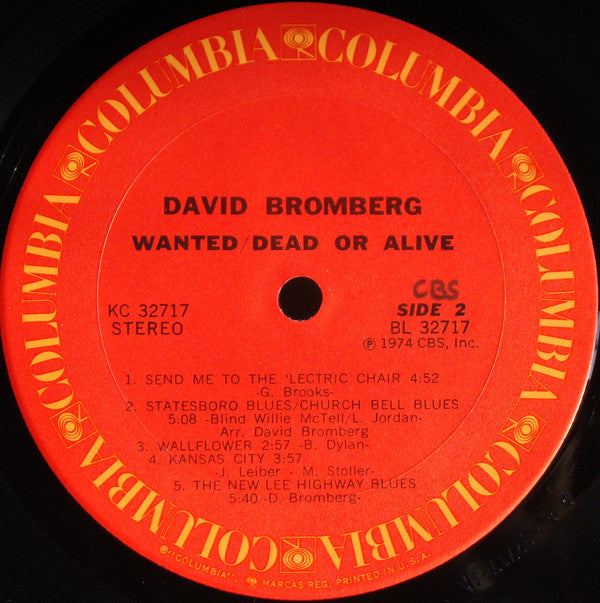 COLUMBIA COLUMBIA COLUMBIA COLUMBIA COLUMBIA COLUMBIA
DAVID BROMBERG
WANTED/DEAD OR ALIVE
CBS
KC 32717
STEREO
SIDE 2
BL 32717
Ⓟ 1974 CBS, Inc.
1. SEND ME TO THE 'LECTRIC CHAIR 4:52
-G. Brooks-
2. STATESBORO BLUES/CHURCH BELL BLUES
5:08 -Blind Willie McTell/L. Jordan-
Arr. David Bromberg
3. WALLFLOWER 2:57 -B. Dylan-
4. KANSAS CITY 3:57
-J. Leiber - M. Stoller-
5. THE NEW LEE HIGHWAY BLUES
5:40 -D. Bromberg-
®"COLUMBIA", MARCAS REG. PRINTED IN U.S.A.